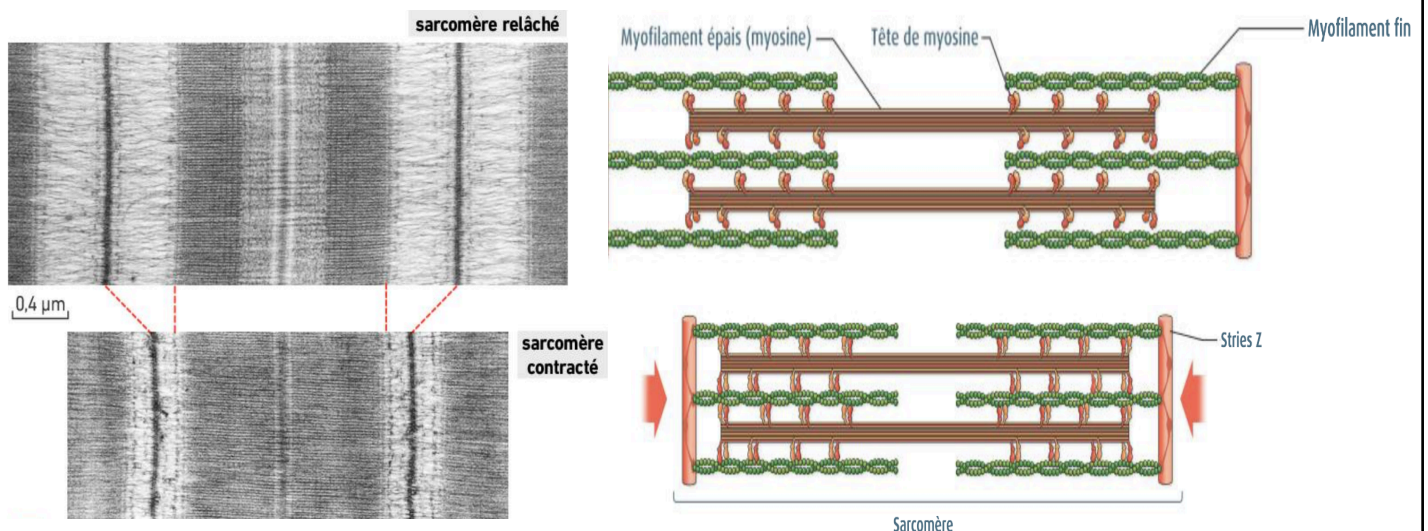 sarcomère relâché
Myofilament épais (myosine)
Tête de myosine
Myofilament fin
0,4 µm
sarcomère
contracté
Stries Z
Sarcomère